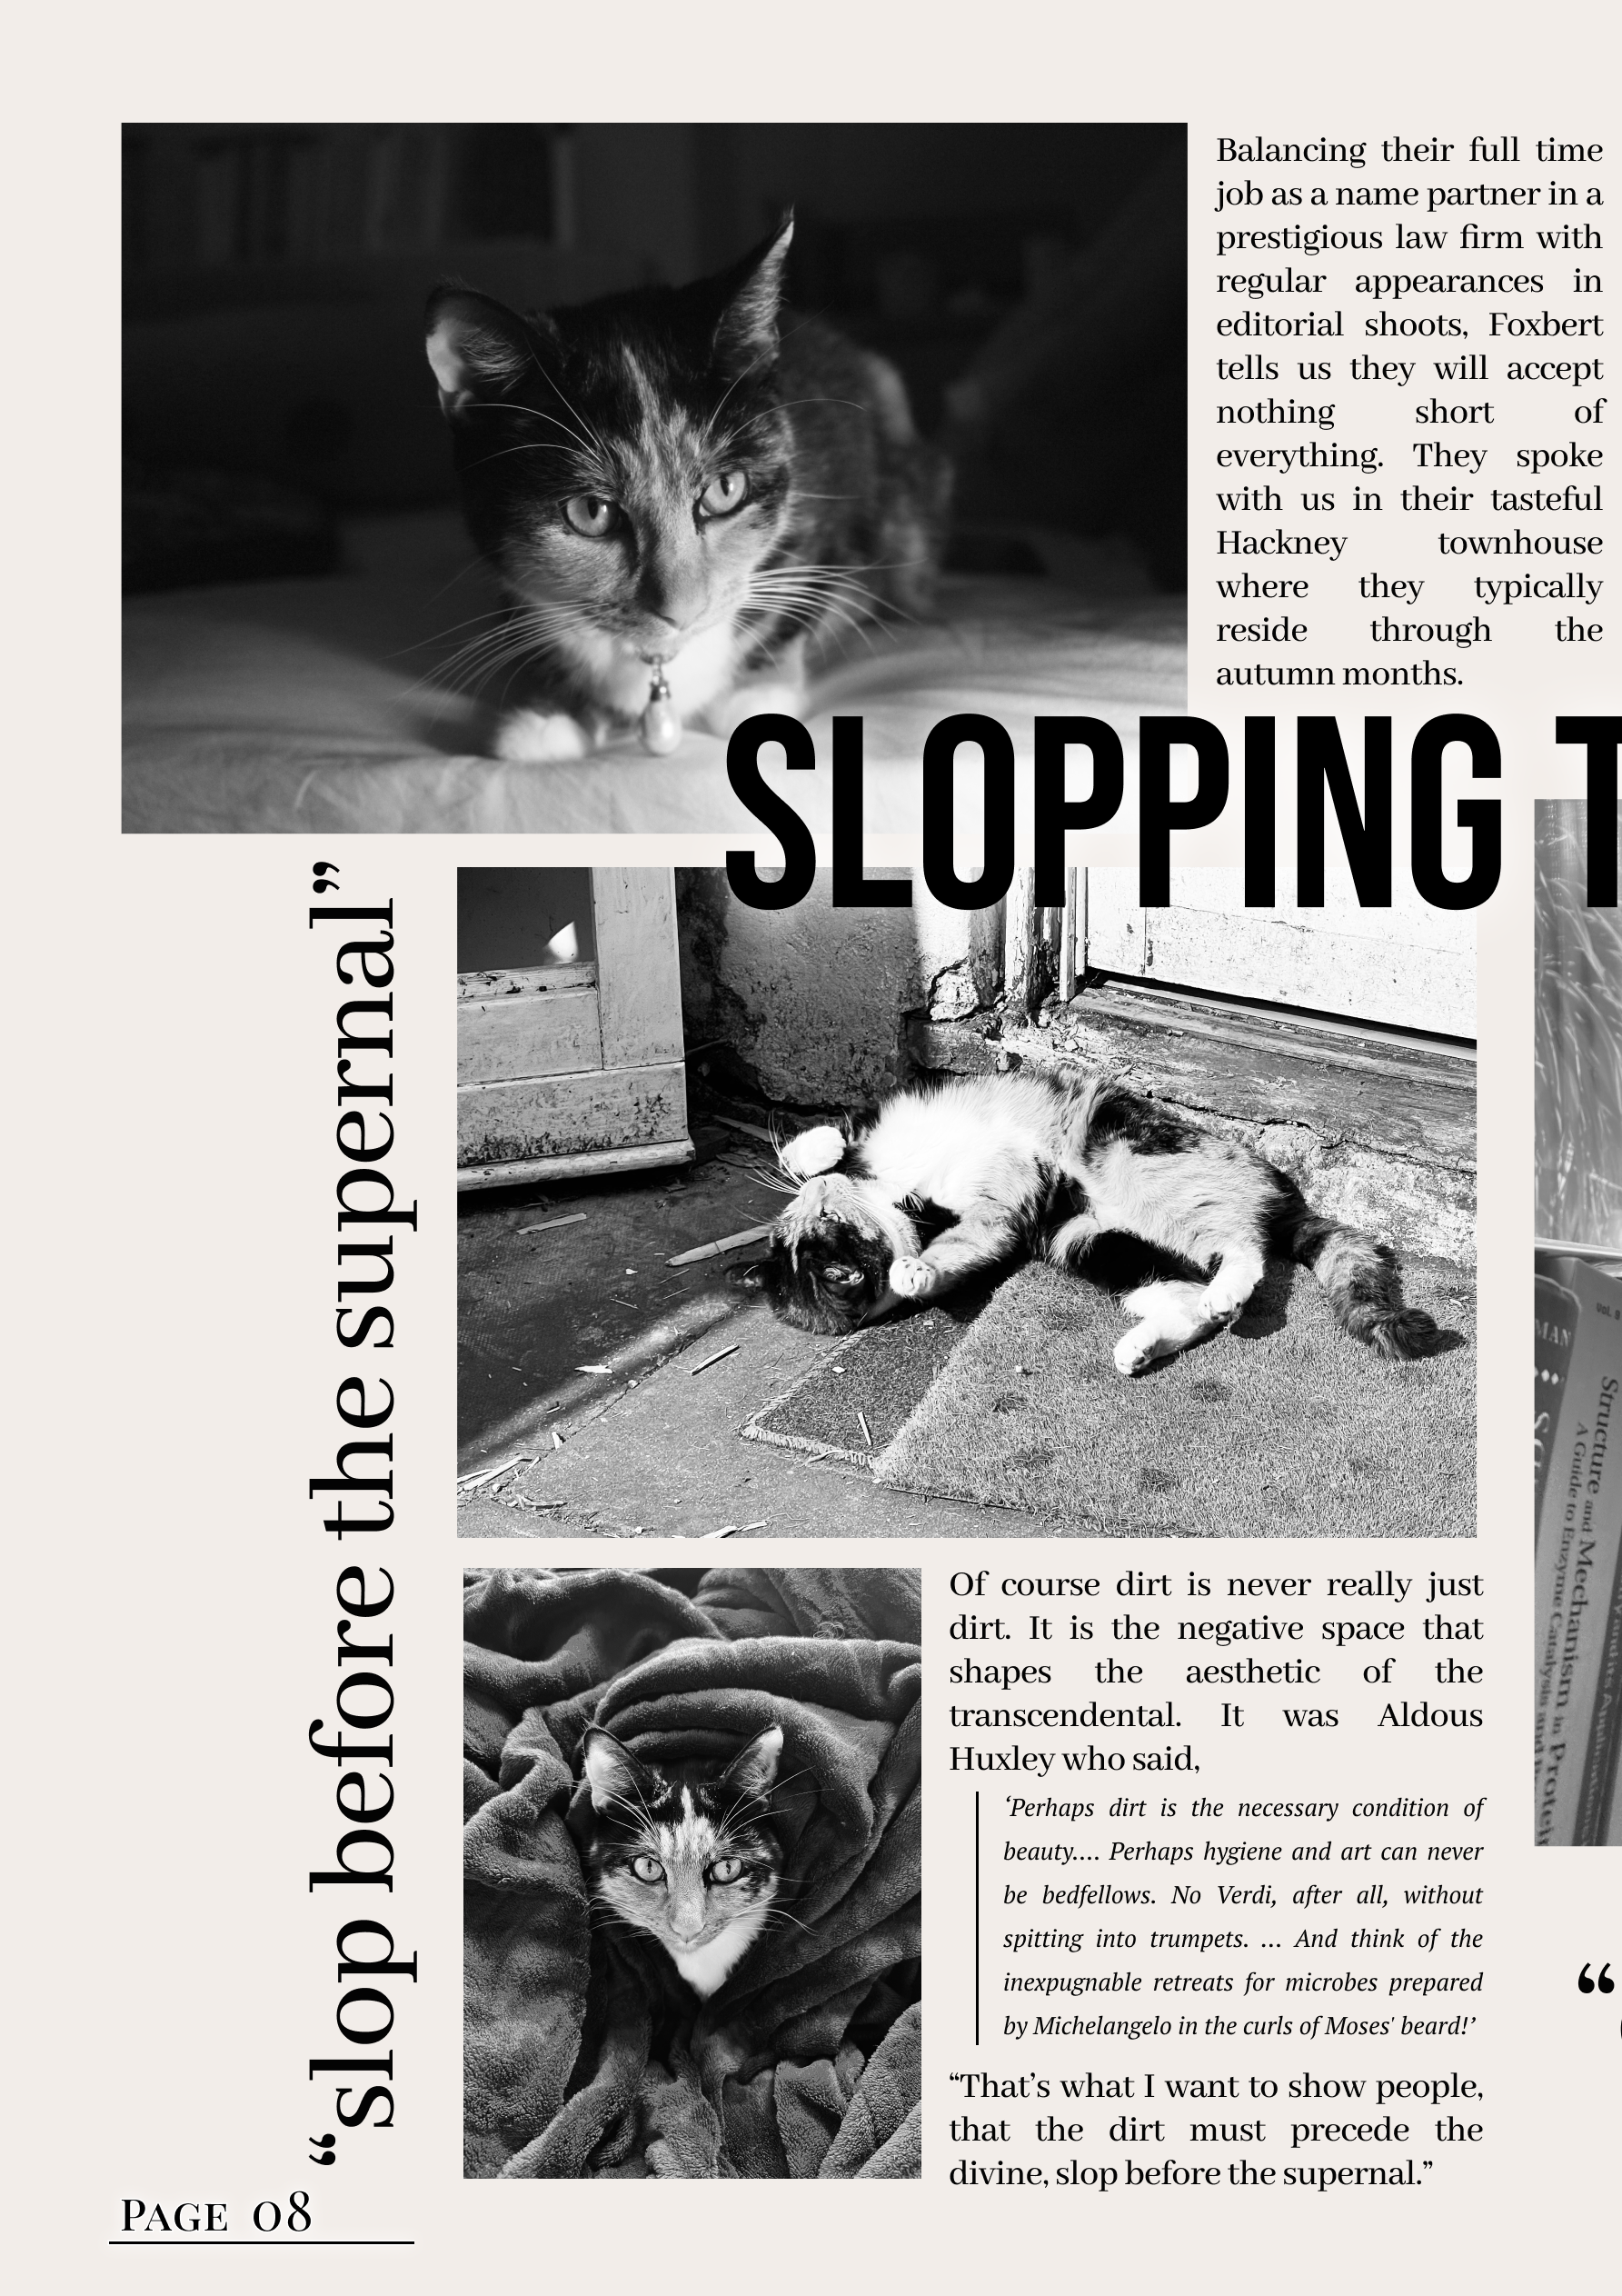 Balancing their full time
job as a name partner in a
prestigious law firm with
regular appearances in
editorial shoots, Foxbert
tells us they will accept
nothing short of
everything. They spoke
with us in their tasteful
Hackney townhouse
where they typically
reside through the
autumn months.
SLOPPING T
“slop before the supernal”
MAN
Structure and Mechanism in Protein
A Guide to Enzyme Catalysis and
Of course dirt is never really just
dirt. It is the negative space that
shapes the aesthetic of the
transcendental. It was Aldous
Huxley who said,
‘Perhaps dirt is the necessary condition of
beauty.... Perhaps hygiene and art can never
be bedfellows. No Verdi, after all, without
spitting into trumpets. ... And think of the
inexpugnable retreats for microbes prepared
by Michelangelo in the curls of Moses' beard!’
“That’s what I want to show people,
that the dirt must precede the
divine, slop before the supernal.”
“
PAGE 08